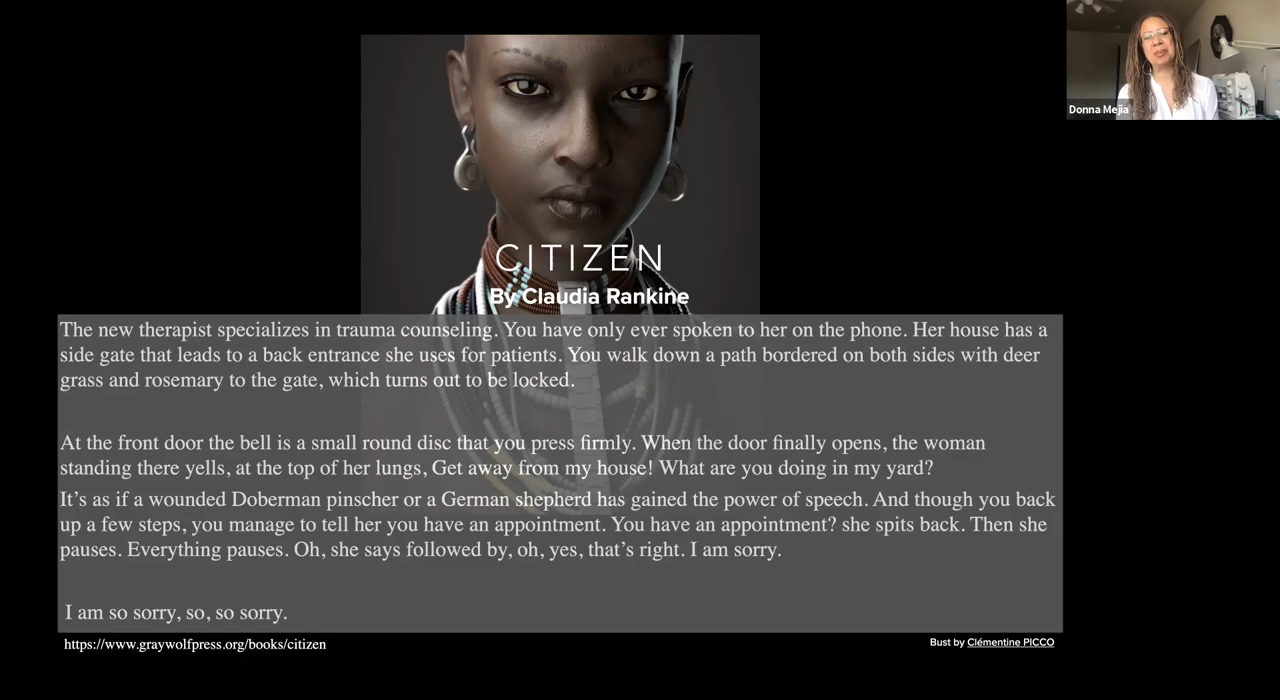 Donna Mejia
CITIZEN
By Claudia Rankine
The new therapist specializes in trauma counseling. You have only ever spoken to her on the phone. Her house has a
side gate that leads to a back entrance she uses for patients. You walk down a path bordered on both sides with deer
grass and rosemary to the gate, which turns out to be locked.
At the front door the bell is a small round disc that you press firmly. When the door finally opens, the woman
standing there yells, at the top of her lungs, Get away from my house! What are you doing in my yard?
It’s as if a wounded Doberman pinscher or a German shepherd has gained the power of speech. And though you back
up a few steps, you manage to tell her you have an appointment. You have an appointment? she spits back. Then she
pauses. Everything pauses. Oh, she says followed by, oh, yes, that’s right. I am sorry.
I am so sorry, so, so sorry.
https://www.graywolfpress.org/books/citizen
Bust by Clémentine PICCO